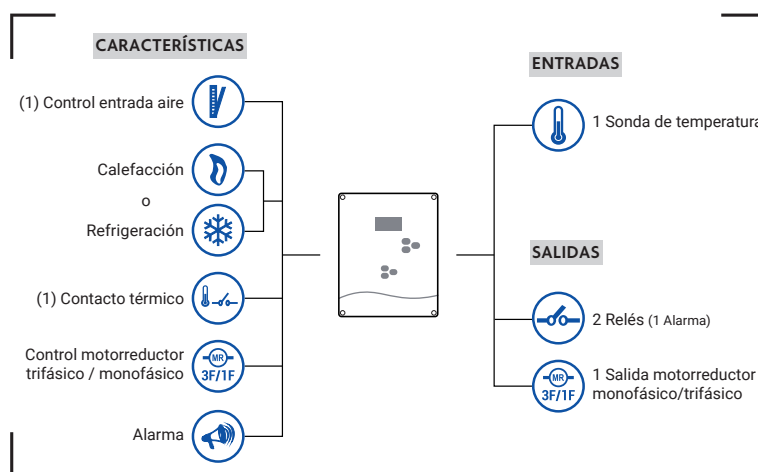 CARACTERÍSTICAS
(1) Control entrada aire
Calefacción
o
Refrigeración
(1) Contacto térmico
Control motorreductor
trifásico / monofásico
MR
3F/1F
Alarma
ENTRADAS
1 Sonda de temperatura
SALIDAS
2 Relés (1 Alarma)
MR
3F/1F
1 Salida motorreductor
monofásico/trifásico